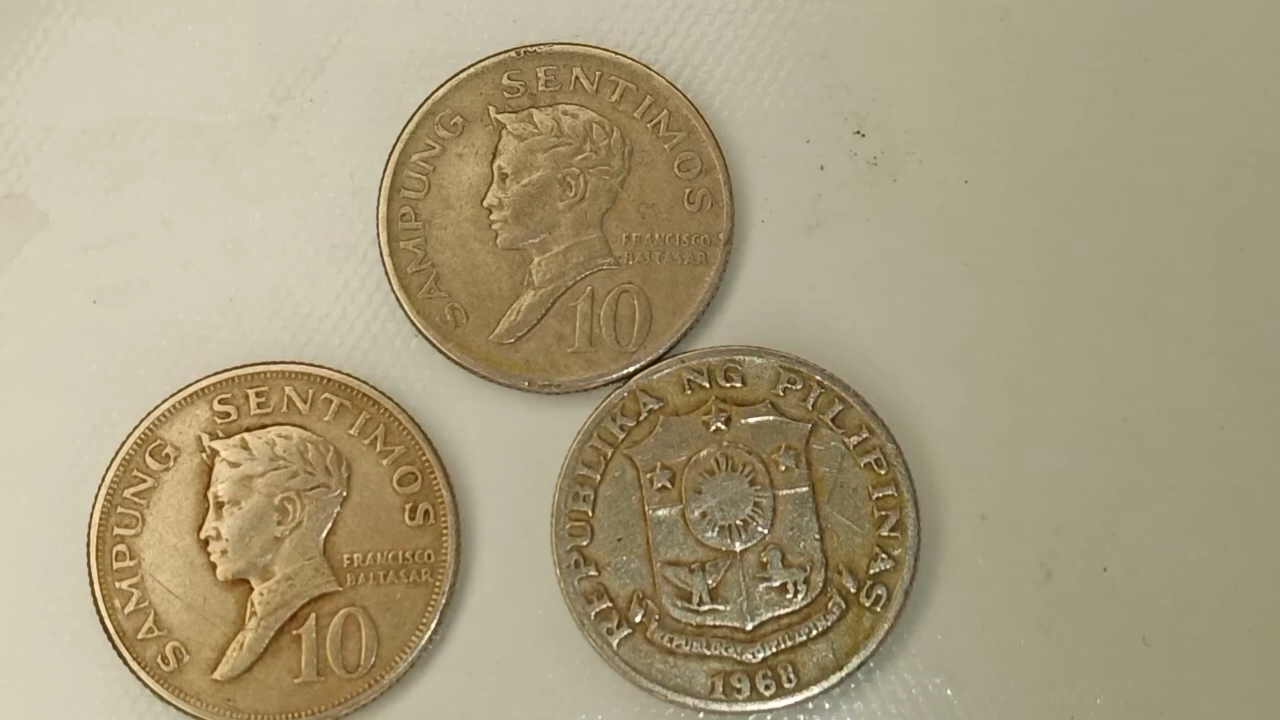 SAMPUNG SENTIMOS
FRANCISCO
BALTASAR
10
SAMPUNG SENTIMOS
FRANCISCO
BALTASAR
10
REPUBLIKA NG PILIPINAS
1968